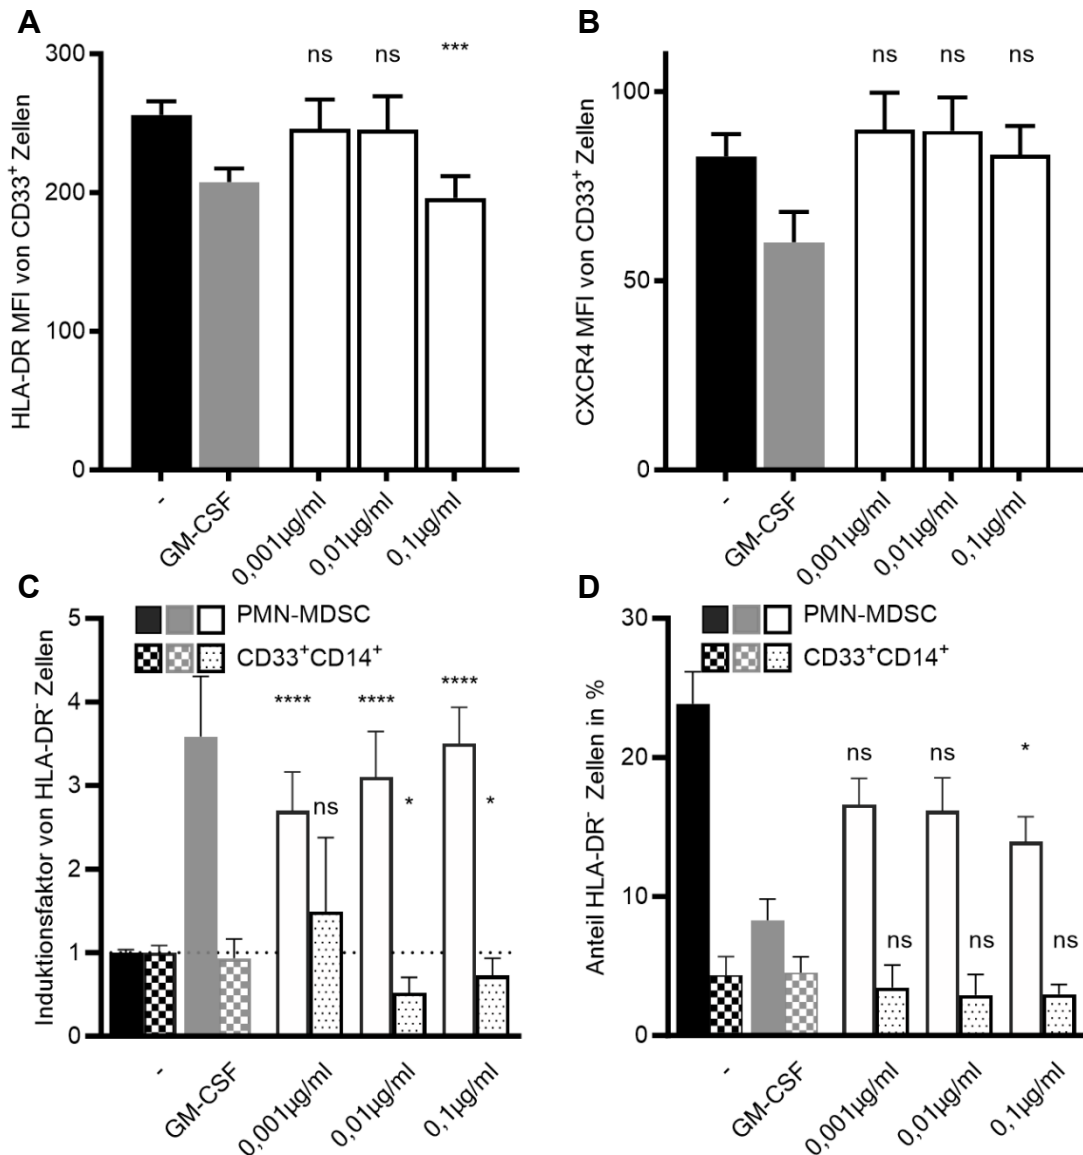 A
HLA-DR MFI von CD33⁺ Zellen
300
200
100
0
ns
ns
***
-
GM-CSF
0,001µg/ml
0,01µg/ml
0,1µg/ml
B
CXCR4 MFI von CD33⁺ Zellen
100
50
0
ns
ns
ns
-
GM-CSF
0,001µg/ml
0,01µg/ml
0,1µg/ml
C
Induktionsfaktor von HLA-DR⁻ Zellen
5
4
3
2
1
0
PMN-MDSC
CD33⁺CD14⁺
****
ns
****
*
****
*
-
GM-CSF
0,001µg/ml
0,01µg/ml
0,1µg/ml
D
Anteil HLA-DR⁻ Zellen in %
30
20
10
0
PMN-MDSC
CD33⁺CD14⁺
ns
ns
ns
ns
*
ns
-
GM-CSF
0,001µg/ml
0,01µg/ml
0,1µg/ml